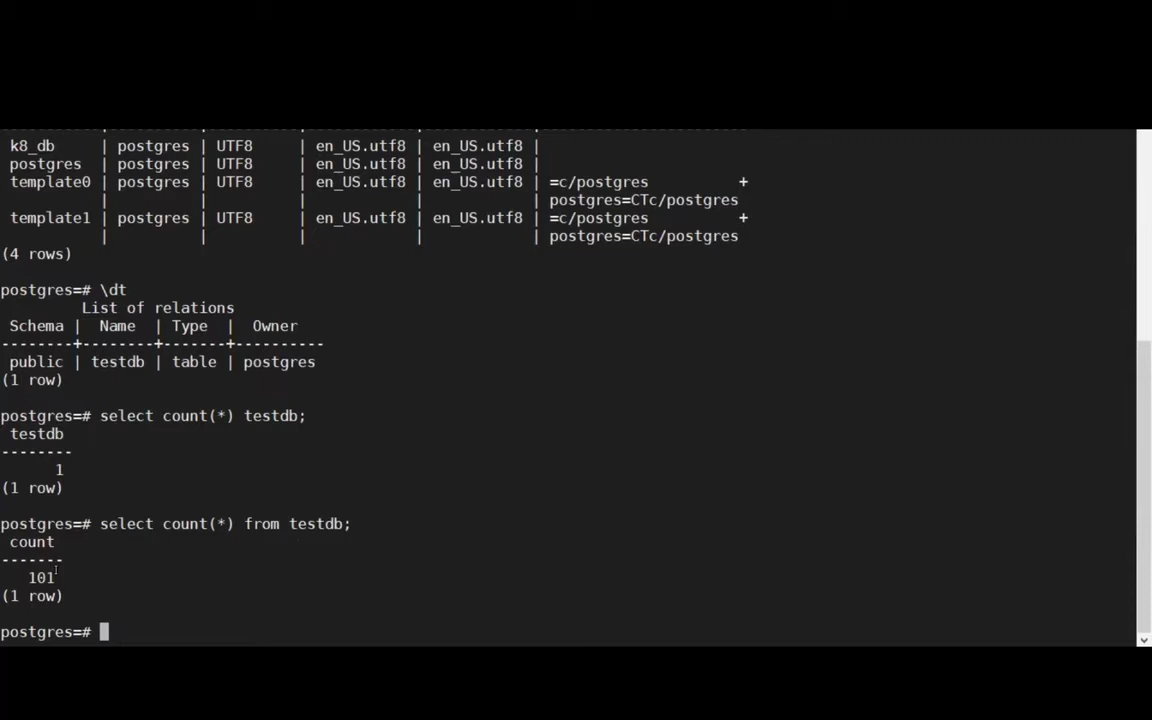 k8_db     | postgres | UTF8     | en_US.utf8 | en_US.utf8 |
postgres  | postgres | UTF8     | en_US.utf8 | en_US.utf8 |
template0 | postgres | UTF8     | en_US.utf8 | en_US.utf8 | =c/postgres          +
          |          |          |            |            | postgres=CTc/postgres
template1 | postgres | UTF8     | en_US.utf8 | en_US.utf8 | =c/postgres          +
          |          |          |            |            | postgres=CTc/postgres
(4 rows)
postgres=# \dt
         List of relations
 Schema |  Name  | Type  |  Owner
--------+--------+-------+----------
 public | testdb | table | postgres
(1 row)
postgres=# select count(*) testdb;
 testdb
--------
      1
(1 row)
postgres=# select count(*) from testdb;
 count
-------
   101
(1 row)
postgres=#